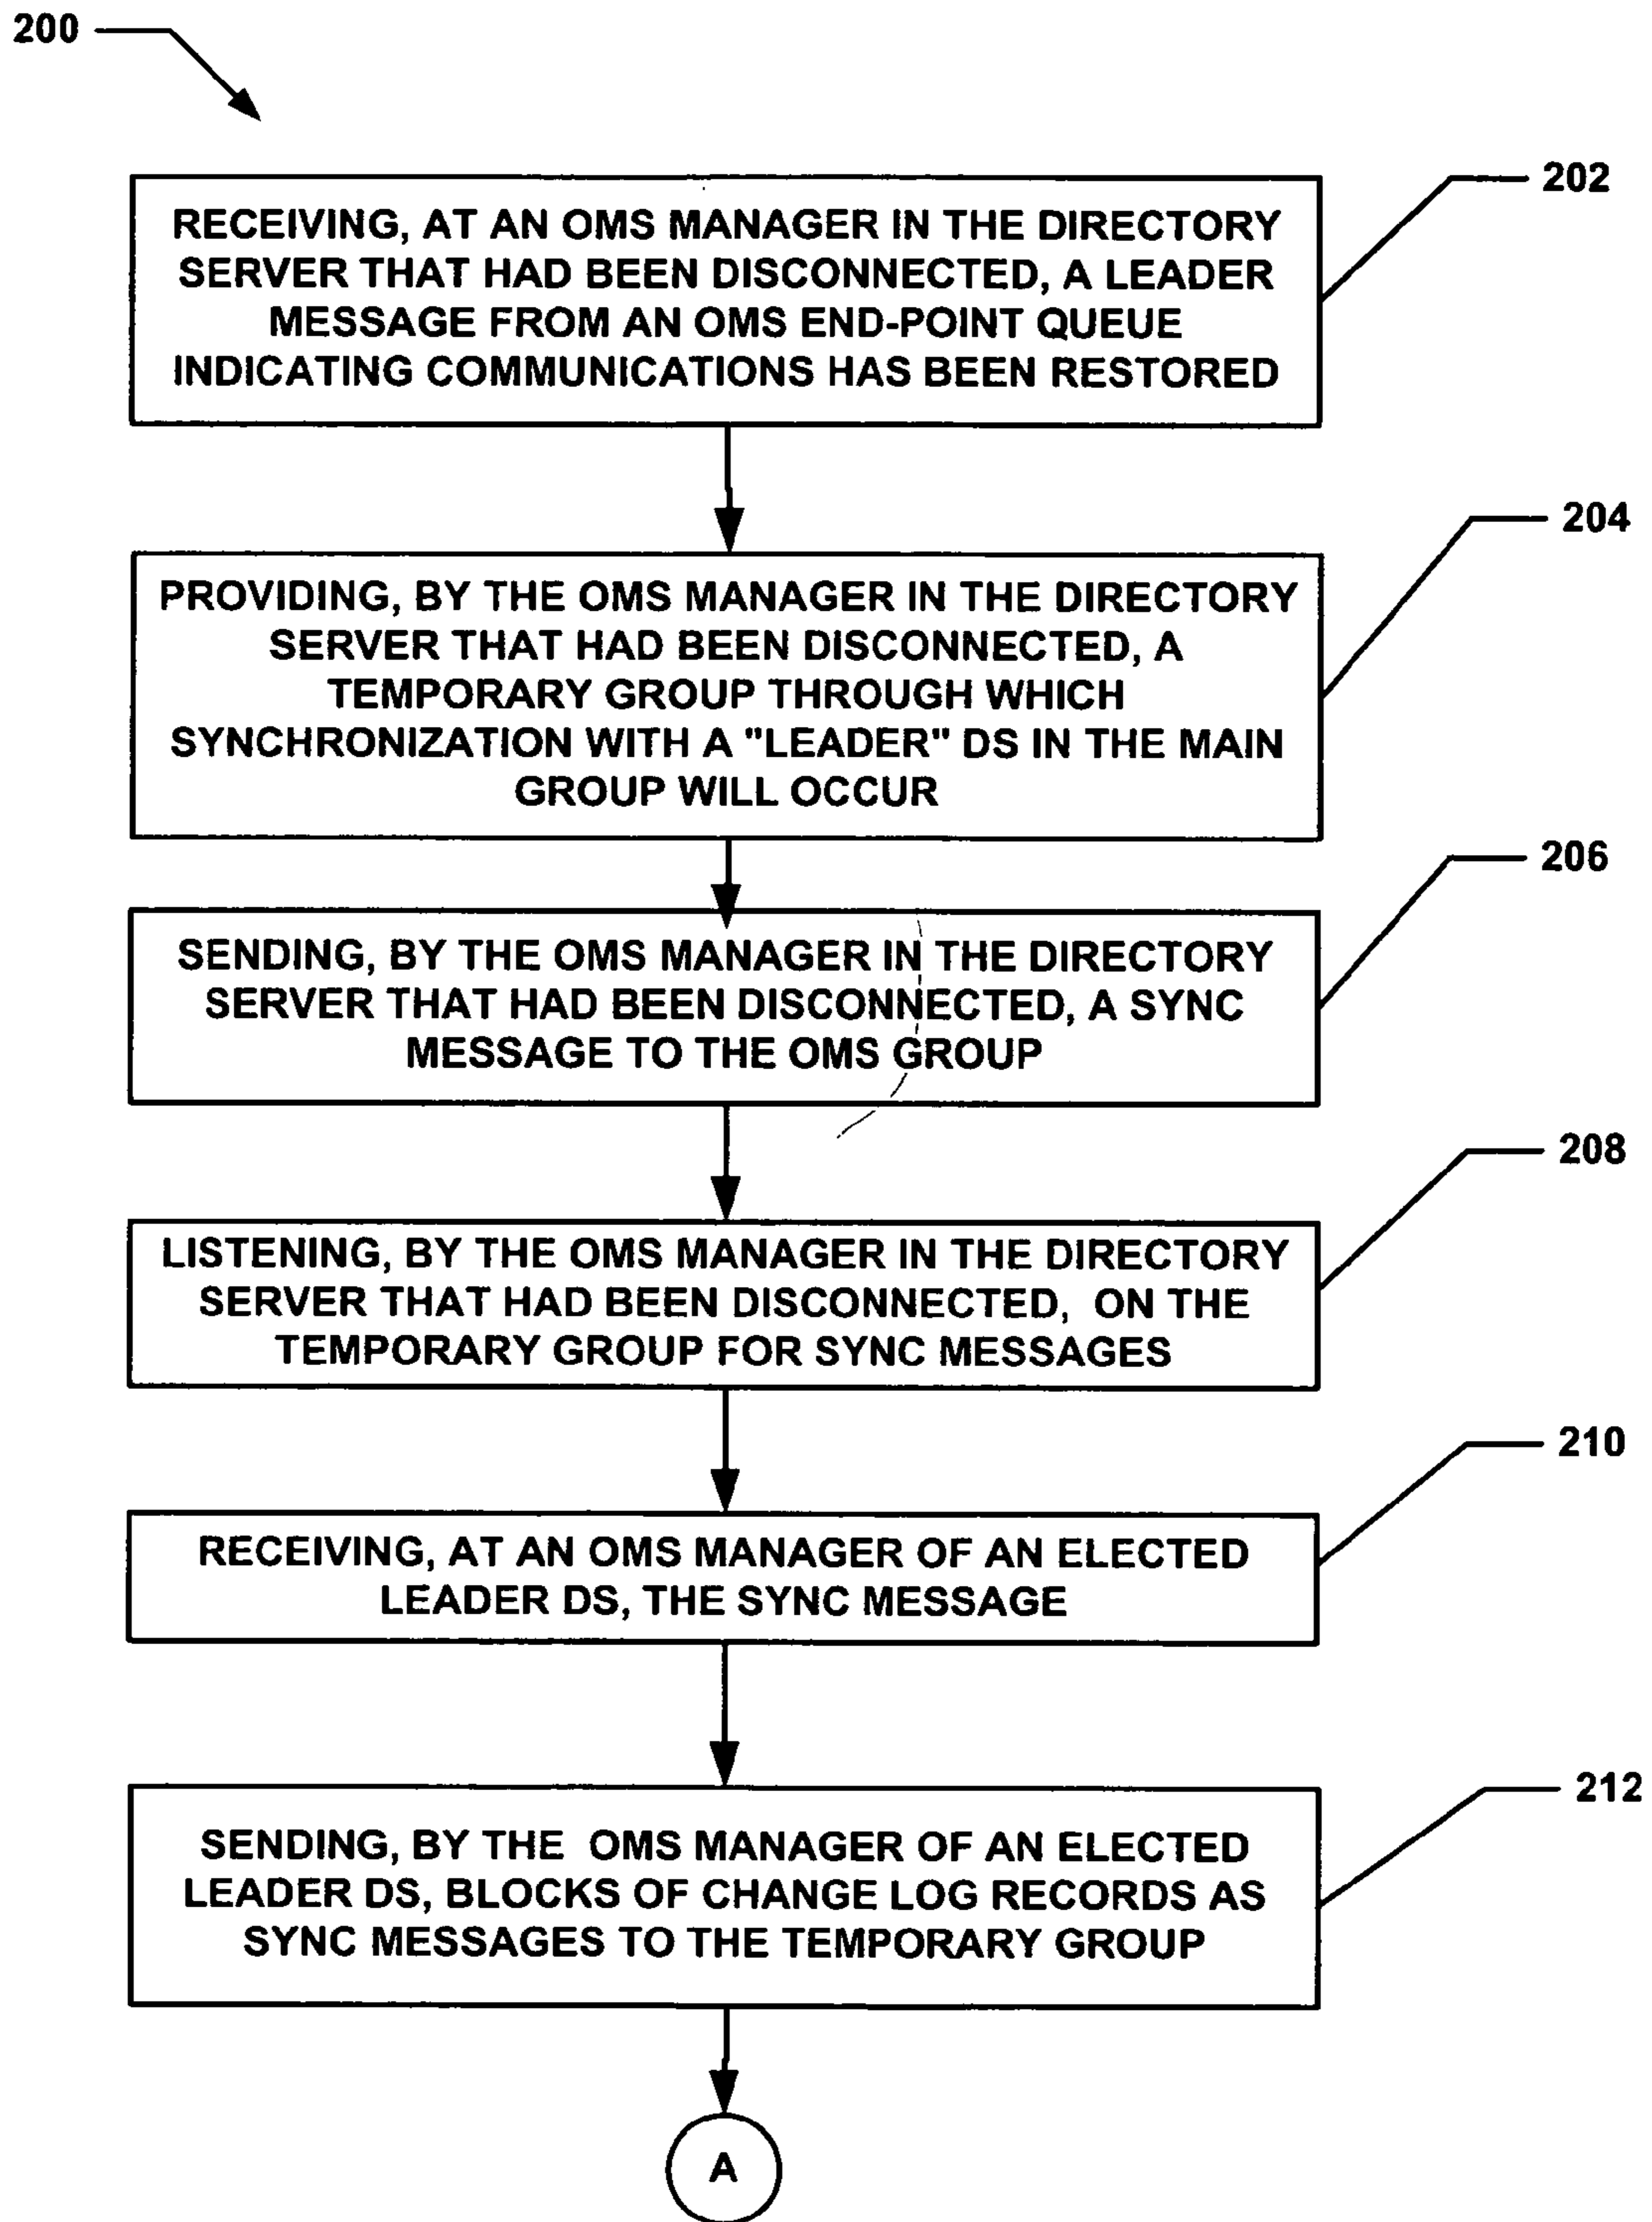 200
202
RECEIVING, AT AN OMS MANAGER IN THE DIRECTORY
SERVER THAT HAD BEEN DISCONNECTED, A LEADER
MESSAGE FROM AN OMS END-POINT QUEUE
INDICATING COMMUNICATIONS HAS BEEN RESTORED
204
PROVIDING, BY THE OMS MANAGER IN THE DIRECTORY
SERVER THAT HAD BEEN DISCONNECTED, A
TEMPORARY GROUP THROUGH WHICH
SYNCHRONIZATION WITH A "LEADER" DS IN THE MAIN
GROUP WILL OCCUR
206
SENDING, BY THE OMS MANAGER IN THE DIRECTORY
SERVER THAT HAD BEEN DISCONNECTED, A SYNC
MESSAGE TO THE OMS GROUP
208
LISTENING, BY THE OMS MANAGER IN THE DIRECTORY
SERVER THAT HAD BEEN DISCONNECTED, ON THE
TEMPORARY GROUP FOR SYNC MESSAGES
210
RECEIVING, AT AN OMS MANAGER OF AN ELECTED
LEADER DS, THE SYNC MESSAGE
212
SENDING, BY THE OMS MANAGER OF AN ELECTED
LEADER DS, BLOCKS OF CHANGE LOG RECORDS AS
SYNC MESSAGES TO THE TEMPORARY GROUP
A